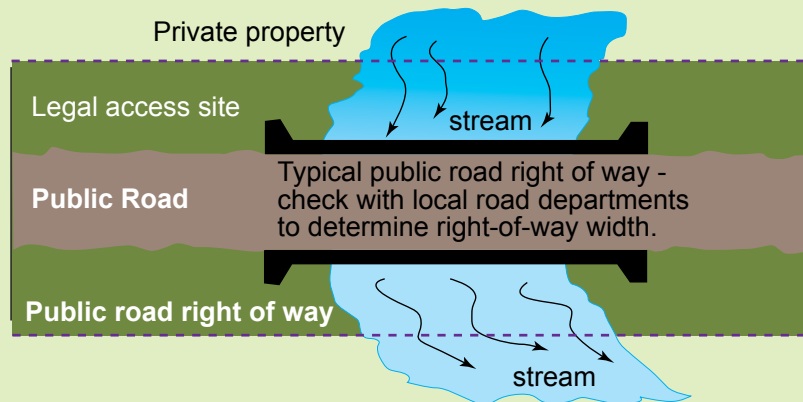 Private property
Legal access site
stream
Public Road
Typical public road right of way -
check with local road departments
to determine right-of-way width.
Public road right of way
stream